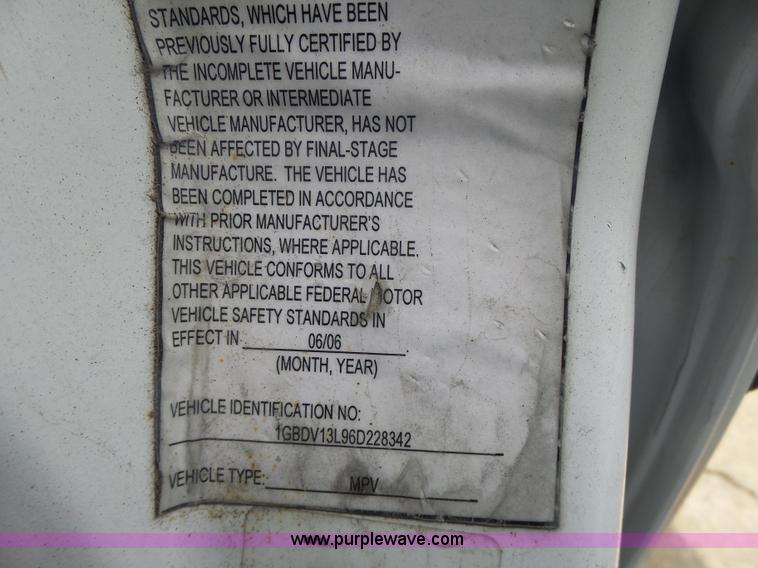 STANDARDS, WHICH HAVE BEEN
PREVIOUSLY FULLY CERTIFIED BY
THE INCOMPLETE VEHICLE MANU-
FACTURER OR INTERMEDIATE
VEHICLE MANUFACTURER, HAS NOT
BEEN AFFECTED BY FINAL-STAGE
MANUFACTURE. THE VEHICLE HAS
BEEN COMPLETED IN ACCORDANCE
WITH PRIOR MANUFACTURER'S
INSTRUCTIONS, WHERE APPLICABLE.
THIS VEHICLE CONFORMS TO ALL
OTHER APPLICABLE FEDERAL MOTOR
VEHICLE SAFETY STANDARDS IN
EFFECT IN 06/06.
(MONTH, YEAR)
VEHICLE IDENTIFICATION NO:
1GBDV13L96D228342
VEHICLE TYPE: MPV
www.purplewave.com